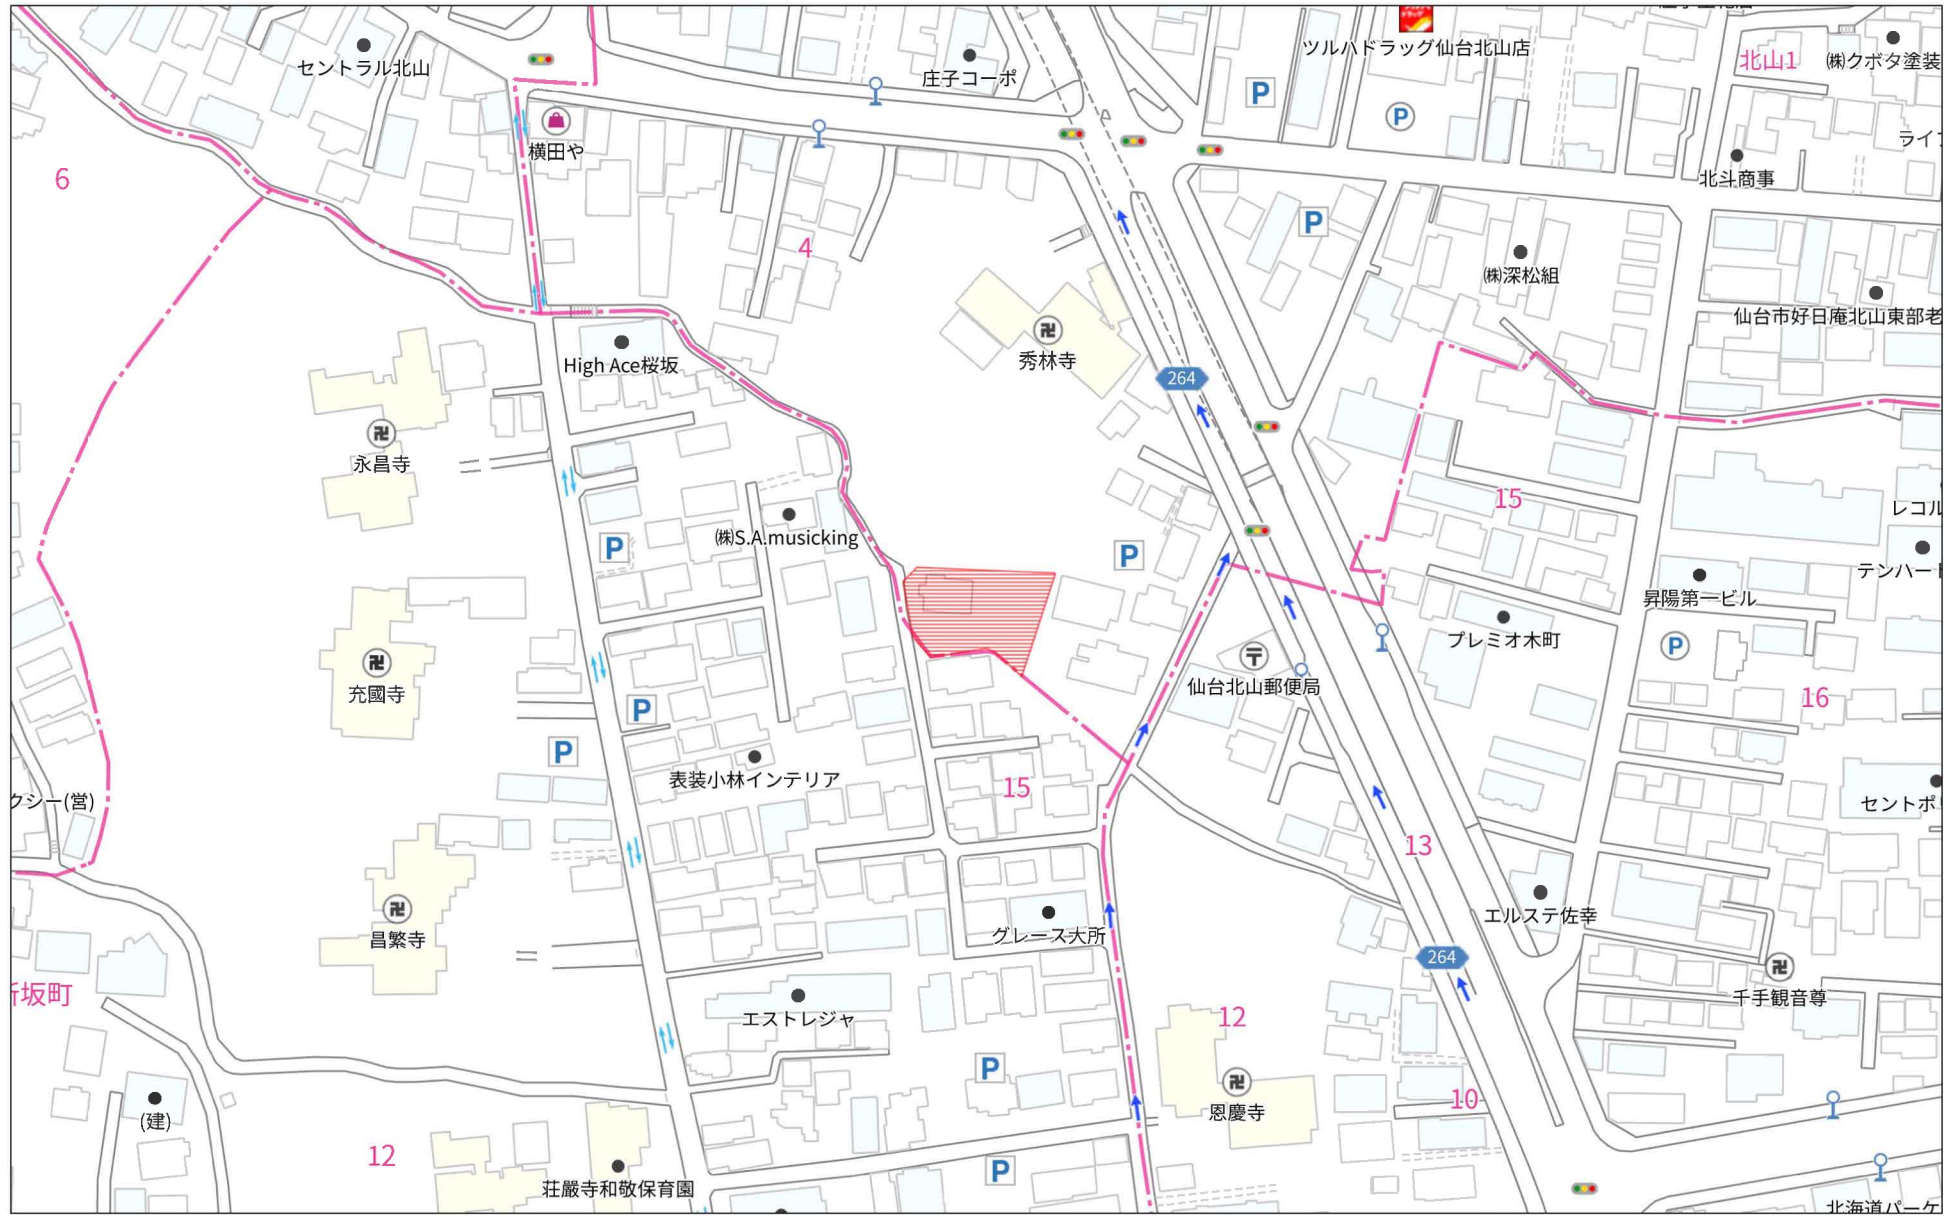 ツルハドラッグ仙台北山店
セントラル北山
庄子コーポ
北山1
㈱クボタ塗装
P
P
横田や
ライフ
6
北斗商事
4
P
㈱深松組
仙台市好日庵北山東部老
High Ace桜坂
秀林寺
264
永昌寺
15
レコル
㈱S.A.musicking
P
P
テンハート
昇陽第一ビル
プレミオ木町
P
充國寺
仙台北山郵便局
〒
16
P
P
表装小林インテリア
15
クシー(営)
セントポ
13
エルステ佐幸
昌繁寺
グレース大所
264
千手観音尊
新坂町
エストレジャ
12
P
10
恩慶寺
(建)
12
P
荘厳寺和敬保育園
北海道パーケ